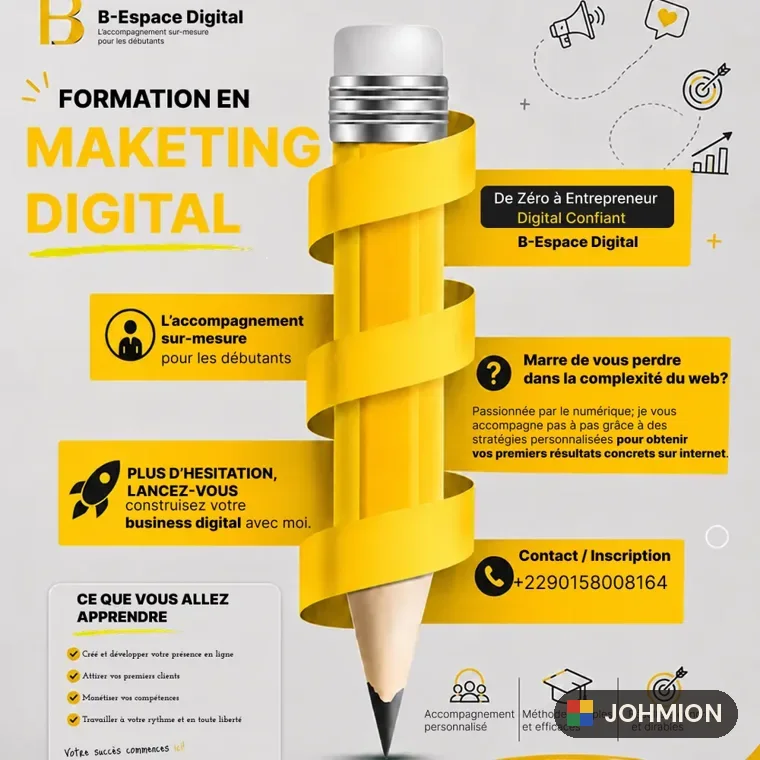 B-Espace Digital
L'accompagnement sur-mesure
pour les débutants
FORMATION EN
MAKETING
DIGITAL
De Zéro à Entrepreneur
Digital Confiant
B-Espace Digital
L'accompagnement
sur-mesure
pour les débutants
Marre de vous perdre
dans la complexité du web?
Passionnée par le numérique; je vous
accompagne pas à pas grâce à des
stratégies personnalisées pour obtenir
vos premiers résultats concrets sur internet.
PLUS D'HESITATION,
LANCEZ-VOUS
construisez votre
business digital avec moi.
Contact / Inscription
+2290158008164
CE QUE VOUS ALLEZ
APPRENDRE
Créé et développer votre présence en ligne
Attirer vos premiers clients
Monétiser vos compétences
Travailler à votre rythme et en toute liberté
Votre succès commences ici
Accompagnement
personnalisé
et durables
JOHMION